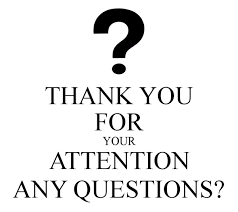 ?
THANK YOU
FOR
YOUR
ATTENTION
ANY QUESTIONS?